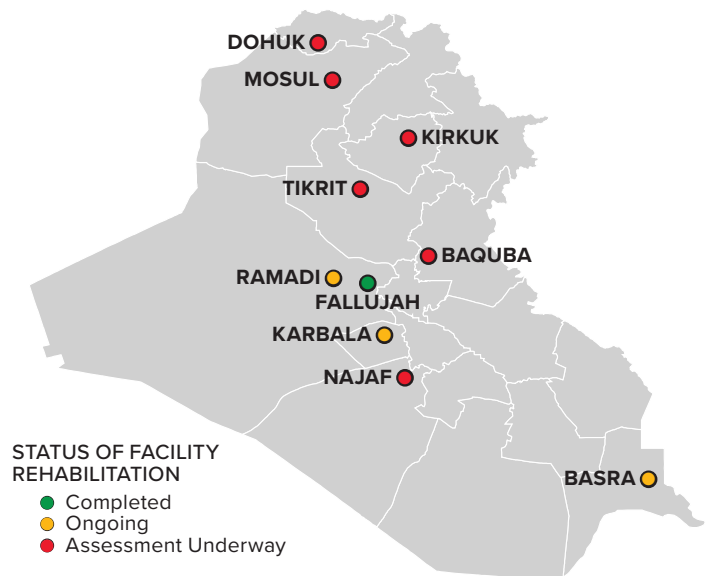 DOHUK
MOSUL
KIRKUK
TIKRIT
BAQUBA
RAMADI
FALLUJAH
KARBALA
NAJAF
BASRA
STATUS OF FACILITY
REHABILITATION
Completed
Ongoing
Assessment Underway